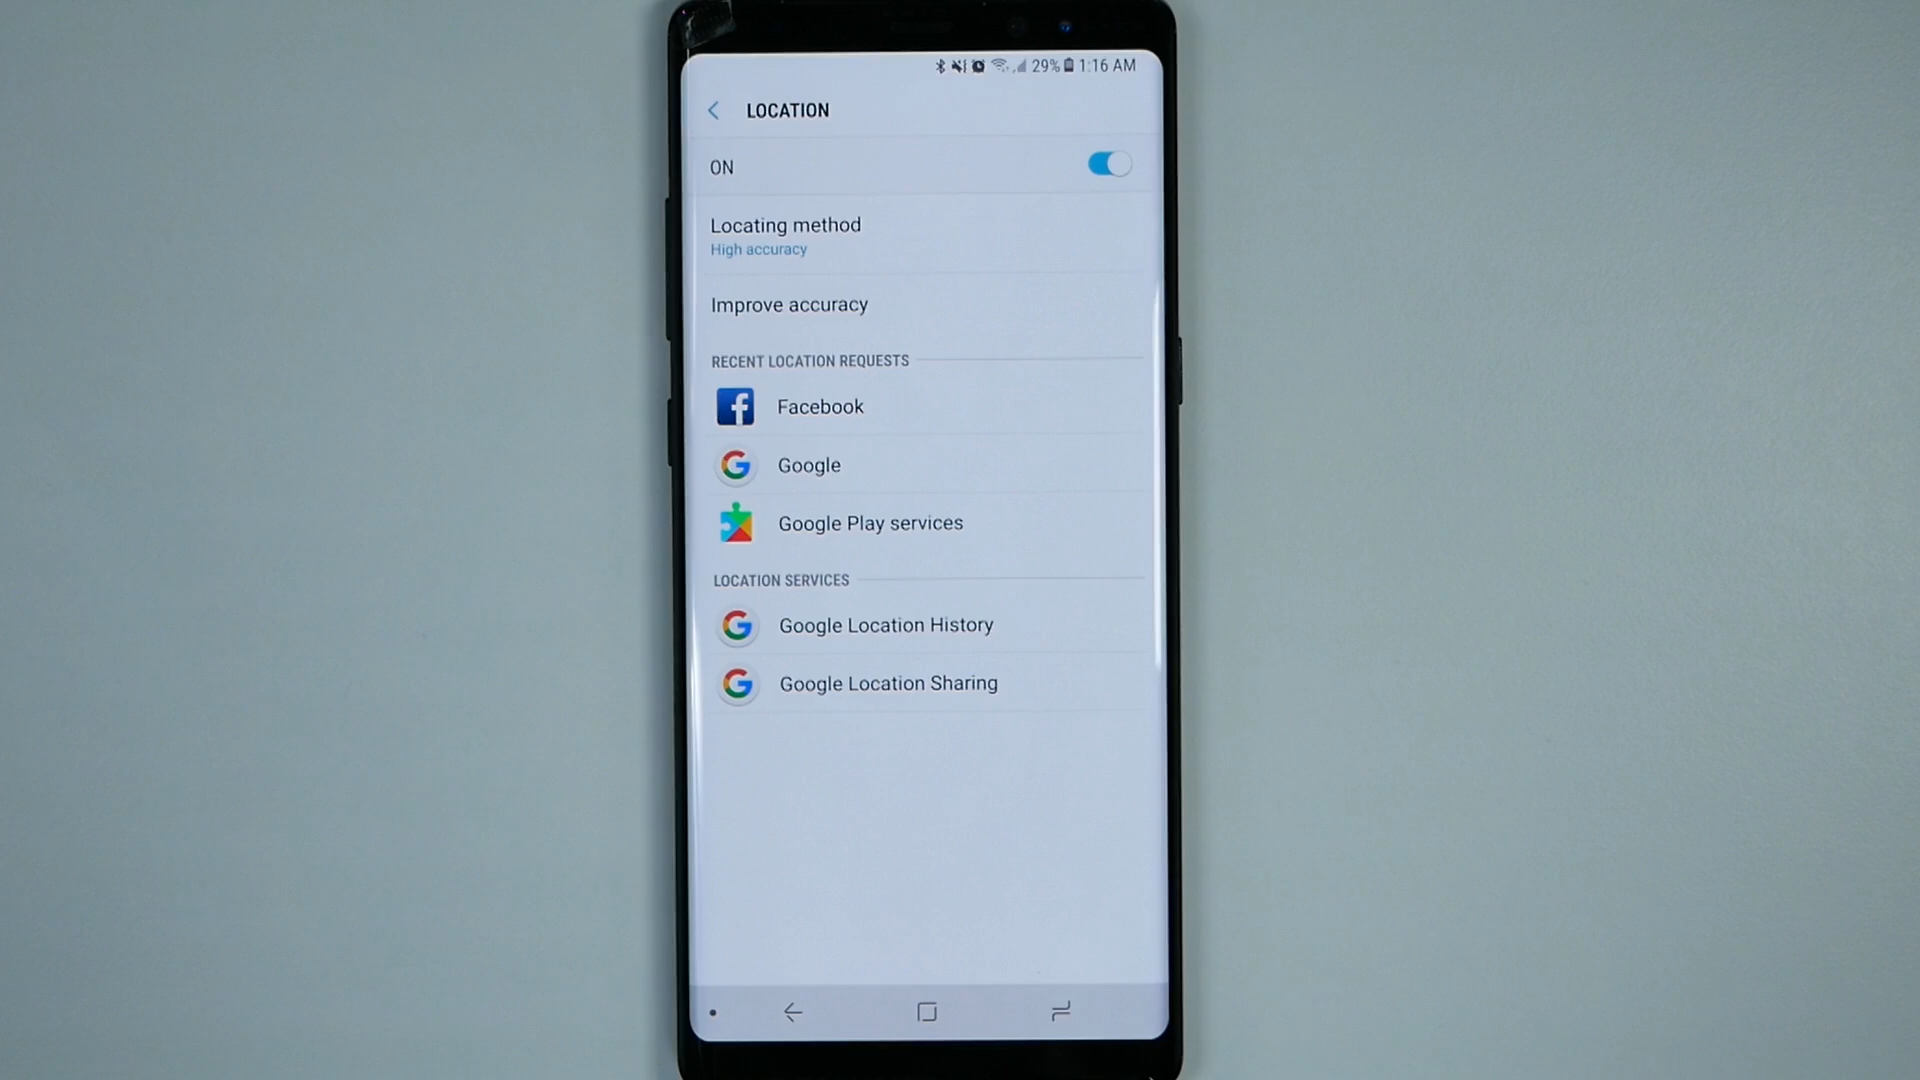 29% 1:16 AM
LOCATION
ON
Locating method
High accuracy
Improve accuracy
RECENT LOCATION REQUESTS
Facebook
Google
Google Play services
LOCATION SERVICES
Google Location History
Google Location Sharing